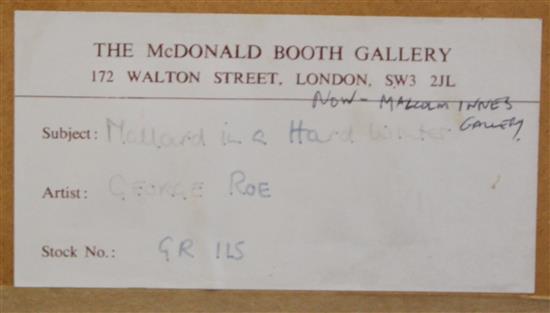 THE McDONALD BOOTH GALLERY
172 WALTON STREET, LONDON, SW3 2JL
NOW - MALCOLM INNES
GALLERY
Subject: Mallard in a Hard Winter
Artist: GEORGE ROE
Stock No.: GR 115